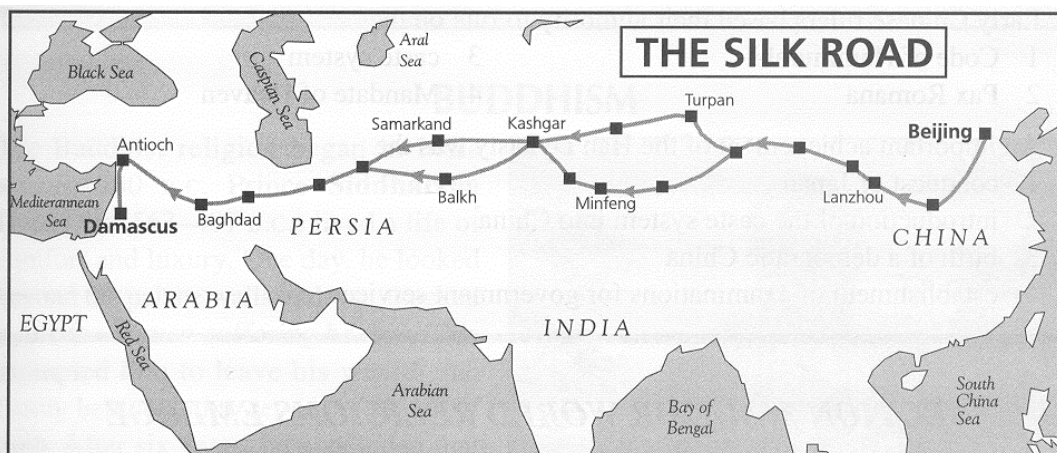 THE SILK ROAD
Black Sea
Caspian Sea
Aral
Sea
Samarkand
Kashgar
Turpan
Beijing
Antioch
Mediterannean
Sea
Damascus
Baghdad
PERSIA
Balkh
Minfeng
Lanzhou
CHINA
EGYPT
Red Sea
ARABIA
INDIA
Arabian
Sea
Bay of
Bengal
South
China
Sea